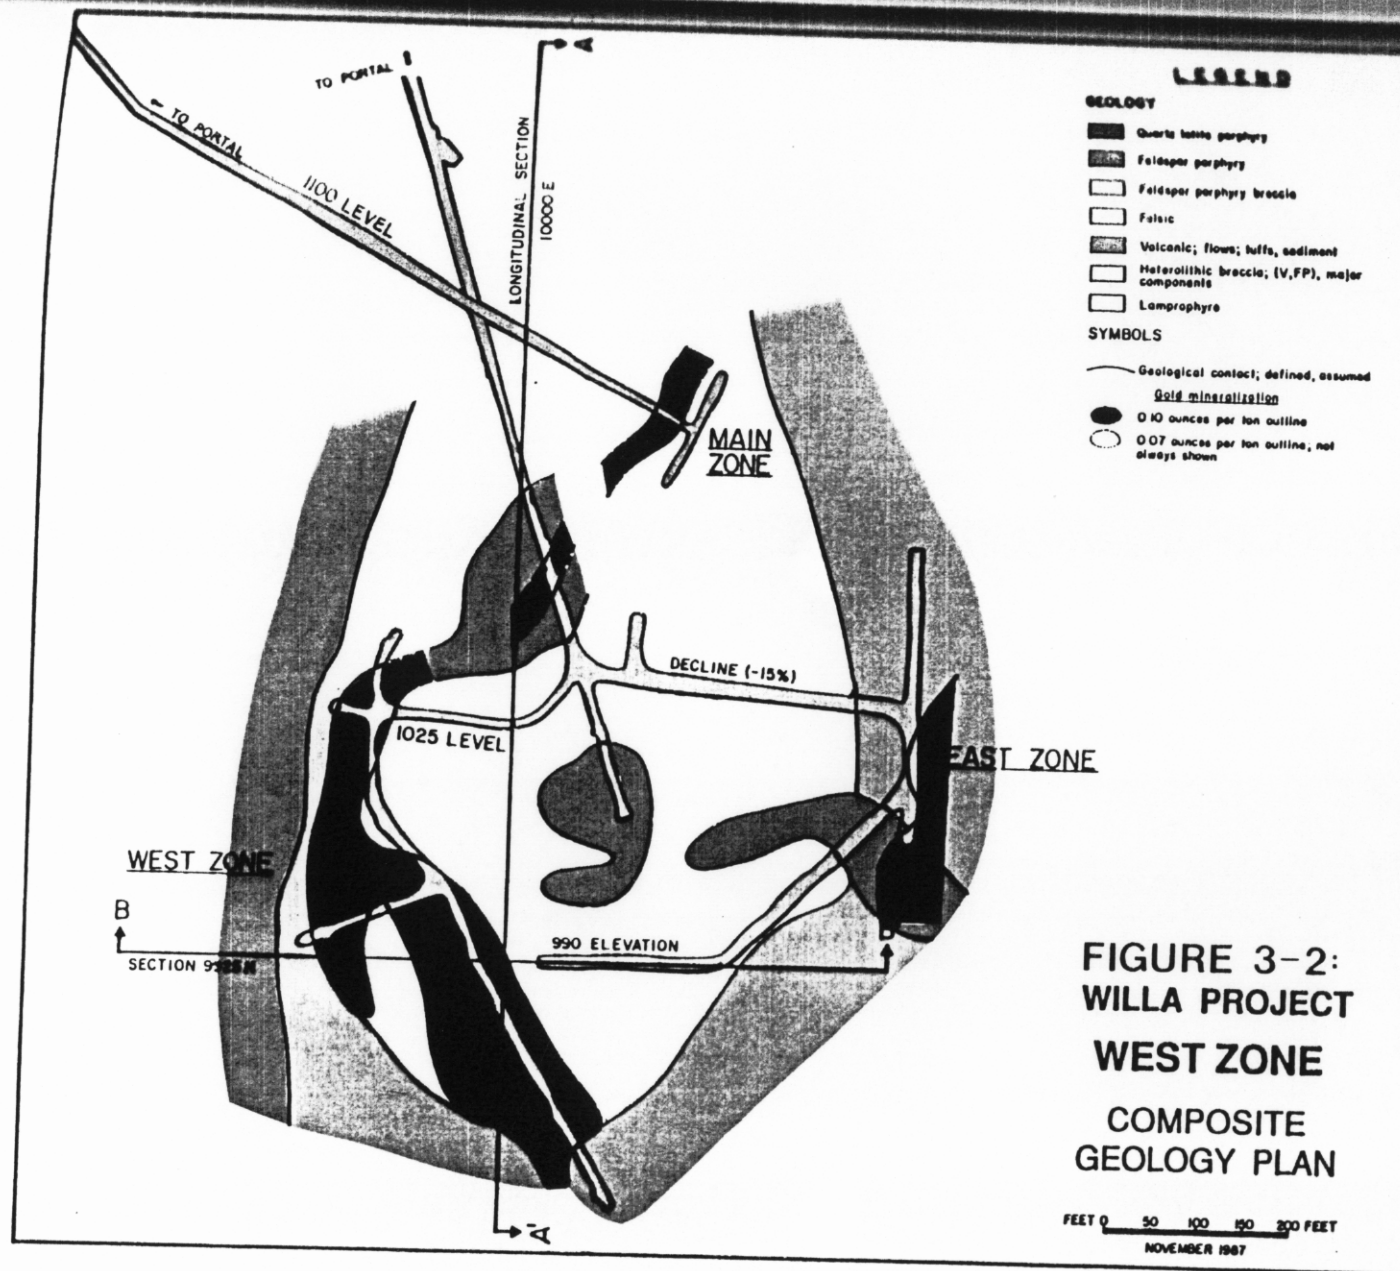 LEGEND
GEOLOGY
Quartz latite porphyry
Feldspar porphyry
Feldspar porphyry breccia
Felsic
Volcanic; flows; tuffs, sediment
Heterolithic breccia; (V,FP), major
components
Lamprophyre
SYMBOLS
Geological contact; defined, assumed
Gold mineralization
0.10 ounces per ton outline
0.07 ounces per ton outline; not
always shown
TO PORTAL
TO PORTAL
1100 LEVEL
LONGITUDINAL SECTION
10000 E
A
MAIN
ZONE
DECLINE (-15%)
1025 LEVEL
EAST ZONE
WEST ZONE
B
SECTION
990 ELEVATION
A'
FIGURE 3-2:
WILLA PROJECT
WEST ZONE
COMPOSITE
GEOLOGY PLAN
FEET 0 50 100 150 200 FEET
NOVEMBER 1987